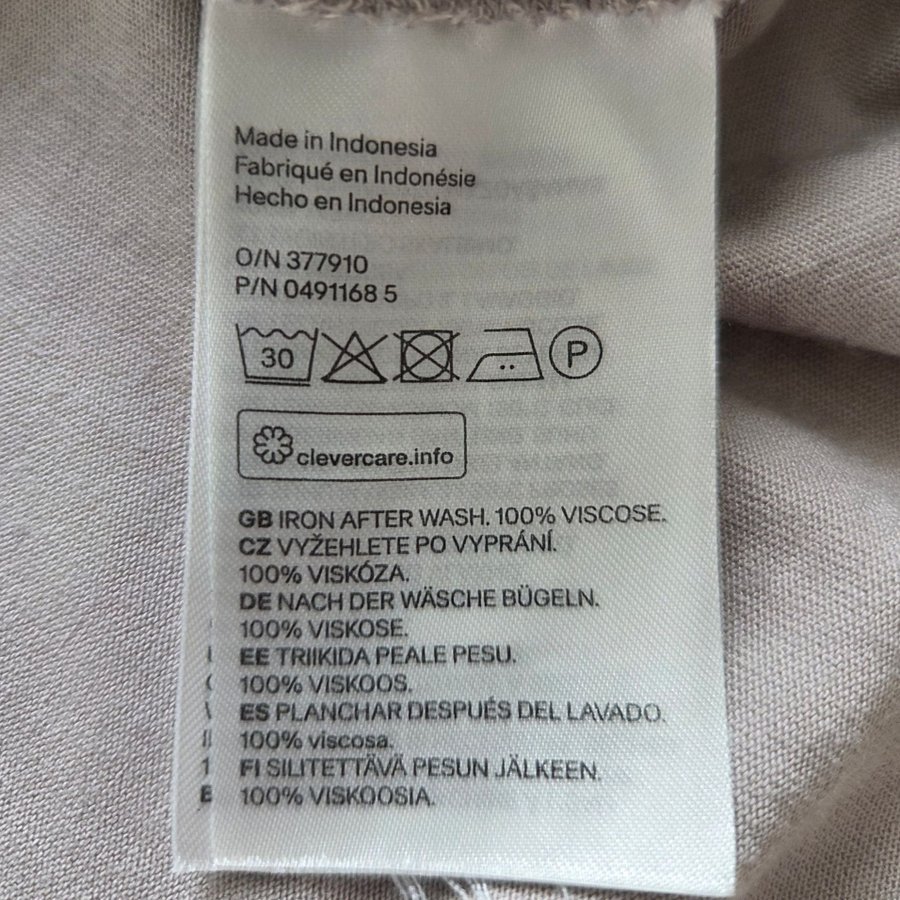 Made in Indonesia
Fabriqué en Indonésie
Hecho en Indonesia
O/N 377910
P/N 0491168 5
30 P
clevercare.info
GB IRON AFTER WASH. 100% VISCOSE.
CZ VYŽEHLETE PO VYPRÁNÍ.
100% VISKÓZA.
DE NACH DER WÄSCHE BÜGELN.
100% VISKOSE.
EE TRIIKIDA PEALE PESU.
100% VISKOOS.
ES PLANCHAR DESPUÉS DEL LAVADO.
100% viscosa.
FI SILITETTÄVÄ PESUN JÄLKEEN.
100% VISKOOSIA.